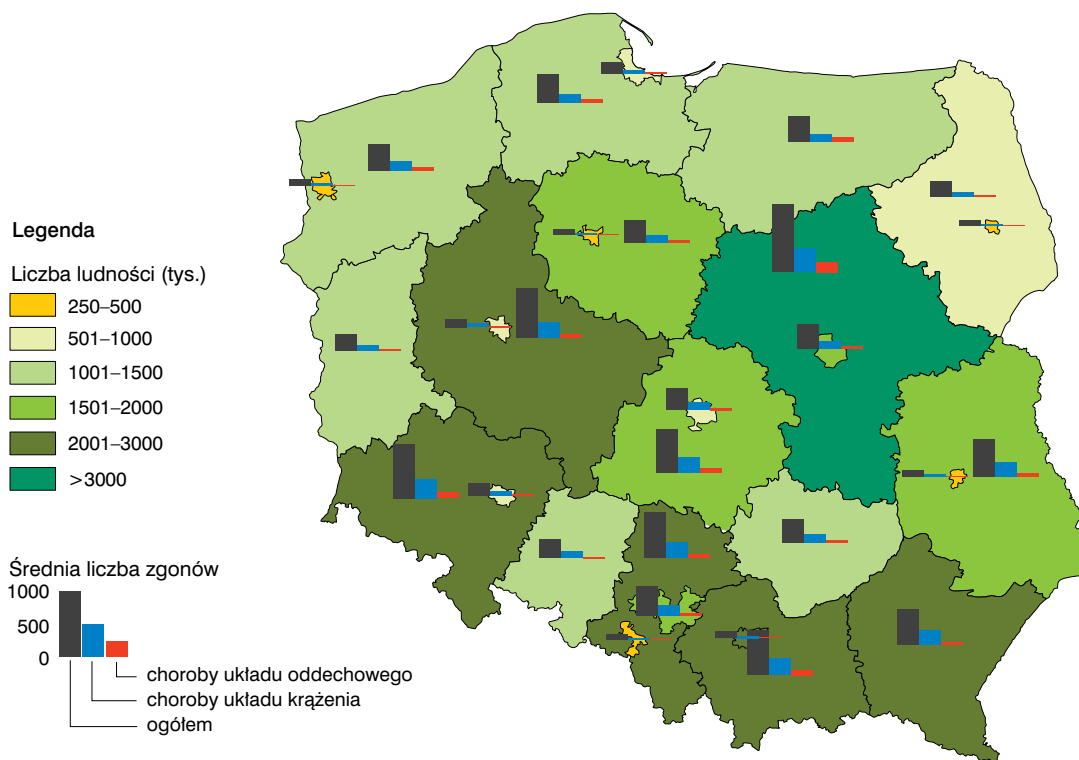 Legenda
Liczba ludności (tys.)
250–500
501–1000
1001–1500
1501–2000
2001–3000
>3000
Średnia liczba zgonów
1000
500
0
choroby układu oddechowego
choroby układu krążenia
ogółem